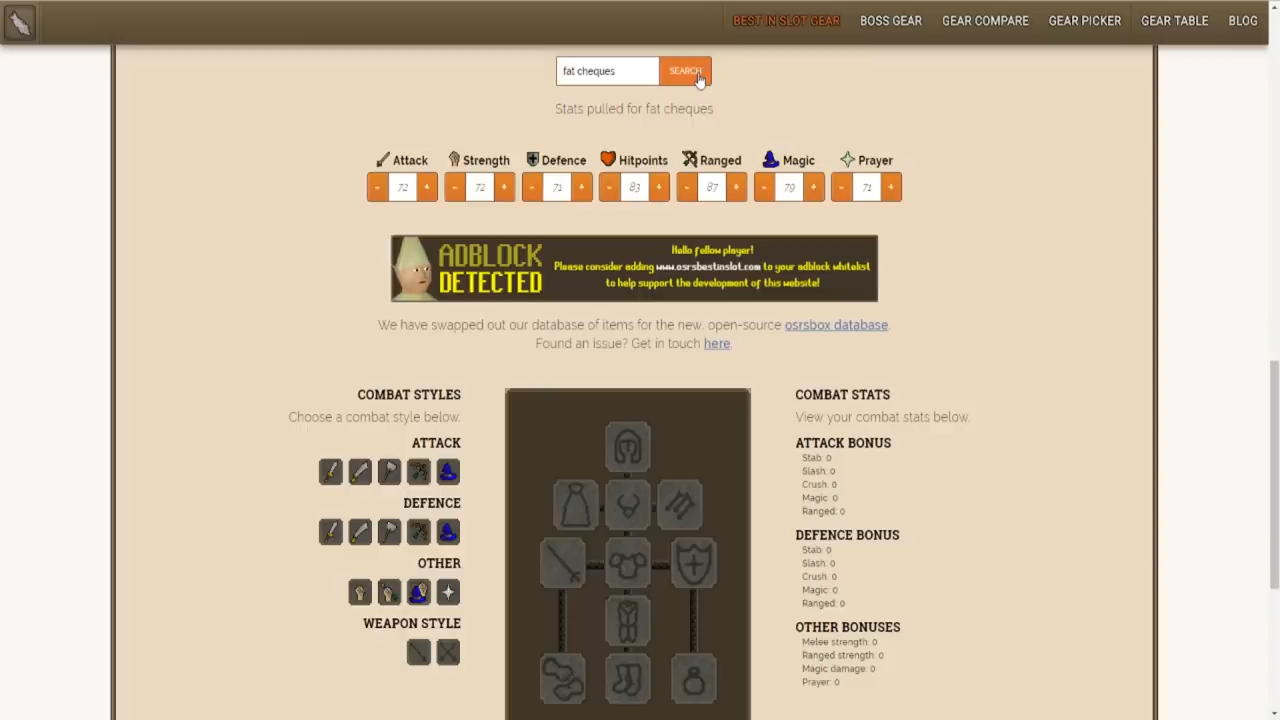 BEST IN SLOT GEAR BOSS GEAR GEAR COMPARE GEAR PICKER GEAR TABLE BLOG
fat cheques SEARCH
Stats pulled for fat cheques
Attack Strength Defence Hitpoints Ranged Magic Prayer
- 72 + - 72 + - 71 + - 83 + - 87 + - 79 + - 71 +
ADBLOCK
DETECTED
Hello fellow player!
Please consider adding www.osrsbestinslot.com to your adblock whitelist
to help support the development of this website!
We have swapped out our database of items for the new, open-source osrsbox database.
Found an issue? Get in touch here.
COMBAT STYLES
Choose a combat style below.
ATTACK
DEFENCE
OTHER
WEAPON STYLE
COMBAT STATS
View your combat stats below.
ATTACK BONUS
Stab: 0
Slash: 0
Crush: 0
Magic: 0
Ranged: 0
DEFENCE BONUS
Stab: 0
Slash: 0
Crush: 0
Magic: 0
Ranged: 0
OTHER BONUSES
Melee strength: 0
Ranged strength: 0
Magic damage: 0
Prayer: 0